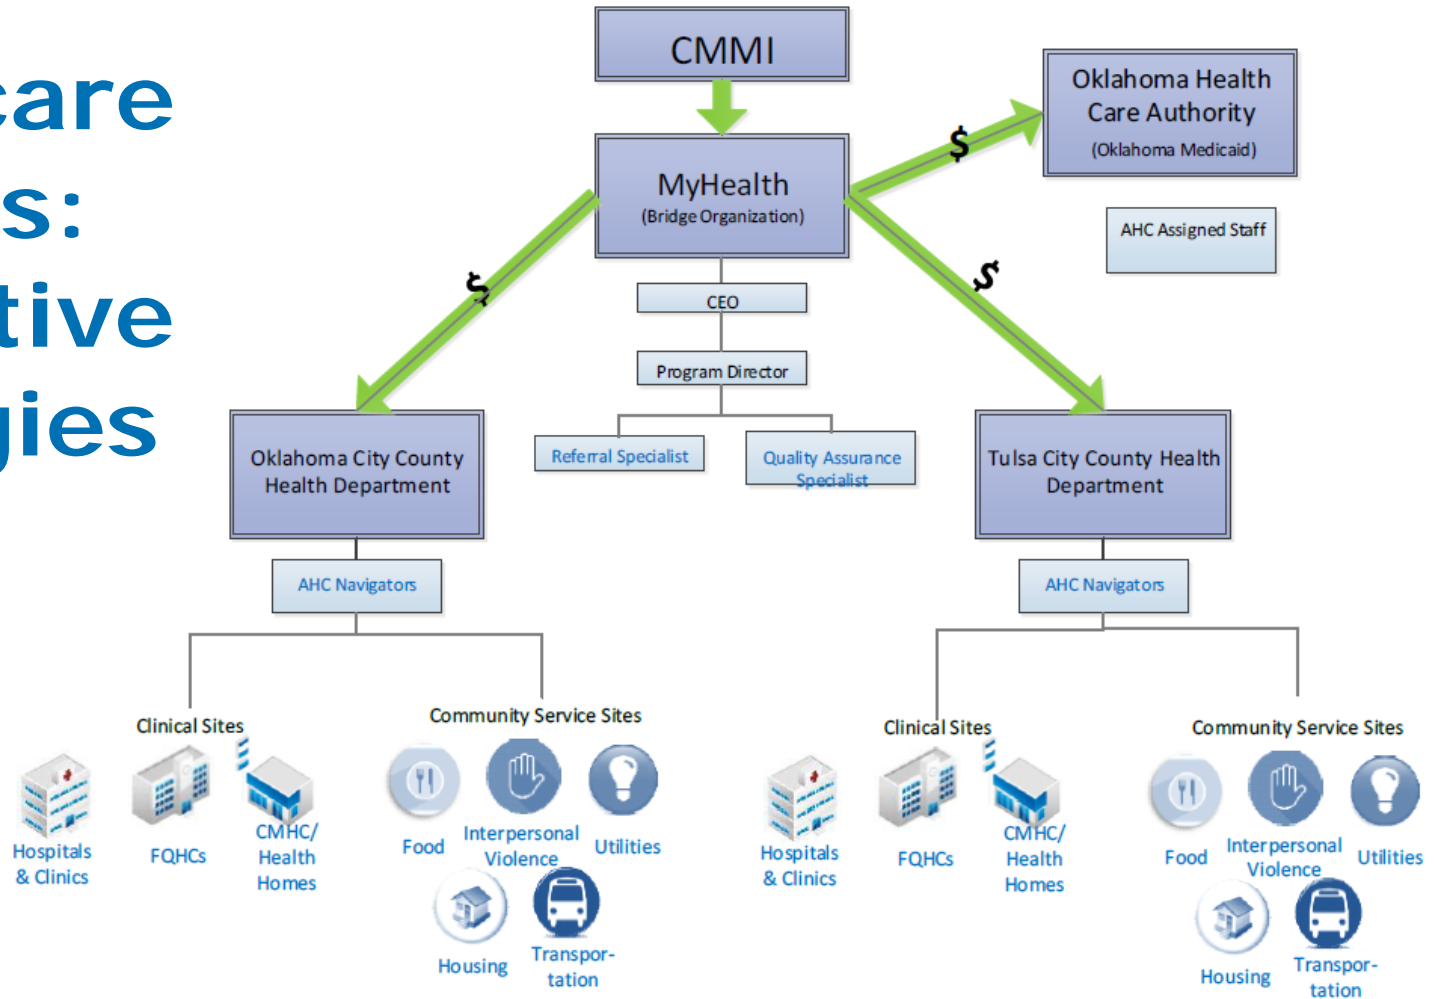 care
s:
tive
gies
CMMI
MyHealth
(Bridge Organization)
Oklahoma Health
Care Authority
(Oklahoma Medicaid)
AHC Assigned Staff
$
$
$
CEO
Program Director
Referral Specialist
Quality Assurance
Specialist
Oklahoma City County
Health Department
Tulsa City County Health
Department
AHC Navigators
AHC Navigators
Clinical Sites
Hospitals
& Clinics
FQHCs
CMHC/
Health
Homes
Community Service Sites
Food
Interpersonal
Violence
Utilities
Housing
Transpor-
tation
Clinical Sites
Hospitals
& Clinics
FQHCs
CMHC/
Health
Homes
Community Service Sites
Food
Interpersonal
Violence
Utilities
Housing
Transpor-
tation